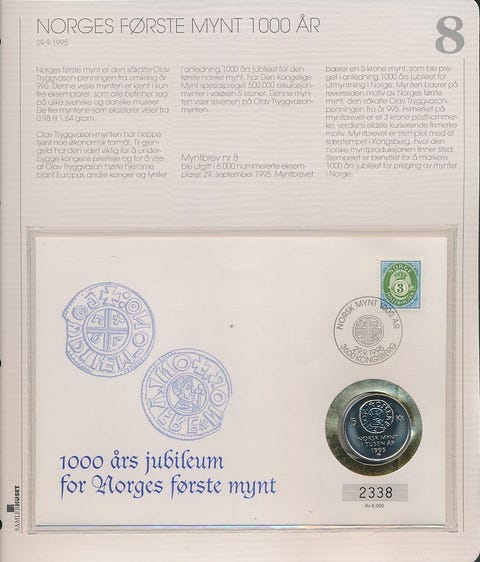 NORGES FØRSTE MYNT 1000 ÅR
8
29.9.1995
Norges første mynt er den såkalte Olav
Tryggvason-penningen fra omkring år
995. Denne vesle mynten er kjent i kun
fire eksemplarer, som alle befinner seg
på ulike svenske og danske museer.
De fire myntene som eksisterer veier fra
0.98 til 1.64 gram.
Olav Tryggvason-mynten har neppe
tjent noe økonomisk formål. Til gjen-
gjeld har den vært viktig for å under-
bygge kongens prestisje og for å vise
at Olav Tryggvason hørte hjemme
blant Europas andre konger og fyrster.
I anledning 1000 års jubileet for den
første norske mynt, har Den Kongelige
Mynt spesialpreget 500.000 sirkulasjons-
mynter i valøren 5 kroner. Denne myn-
ten viser reversen på Olav Tryggvason-
mynten.
Myntbrev nr 8
ble utgitt i 6.000 nummererte eksem-
plarer 29. september 1995. Myntbrevet
bærer en 5 krone mynt, som ble pre-
get i anledning 1000 års jubileet for
utmyntning i Norge. Mynten bærer på
reverssiden motiv av Norges første
mynt, den såkalte Olav Tryggvason-
penningen fra år 995. Frimerket på
myntbrevet er et 3 krone posthornmer-
ke, verdens eldste kurserende frimerke-
motiv. Myntbrevet er stemplet med et
særstempel i Kongsberg, hvor den
norske myntproduksjonen finner sted.
Stempelet er benyttet for å markere
1000 års jubileet for preging av mynter
i Norge.
NORGE
3
NORSK MYNT 1000 ÅR
29.9.1995
3600 KONGSBERG
5 Kr
NORSK MYNT
I TUSEN ÅR
1995
1000 års jubileum
for Norges første mynt
2338
Av 6.000
SAMLERHUSET